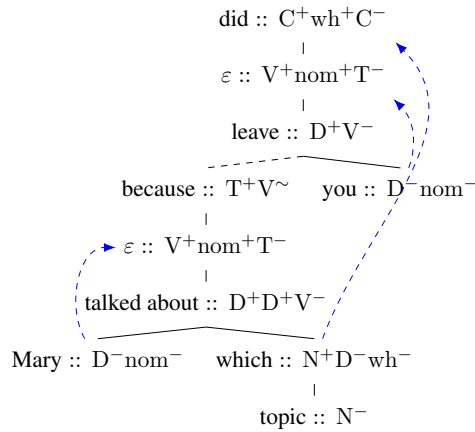 did :: C⁺wh⁺C⁻
ε :: V⁺nom⁺T⁻
leave :: D⁺V⁻
because :: T⁺V~ you :: D⁻nom⁻
ε :: V⁺nom⁺T⁻
talked about :: D⁺D⁺V⁻
Mary :: D⁻nom⁻ which :: N⁺D⁻wh⁻
topic :: N⁻